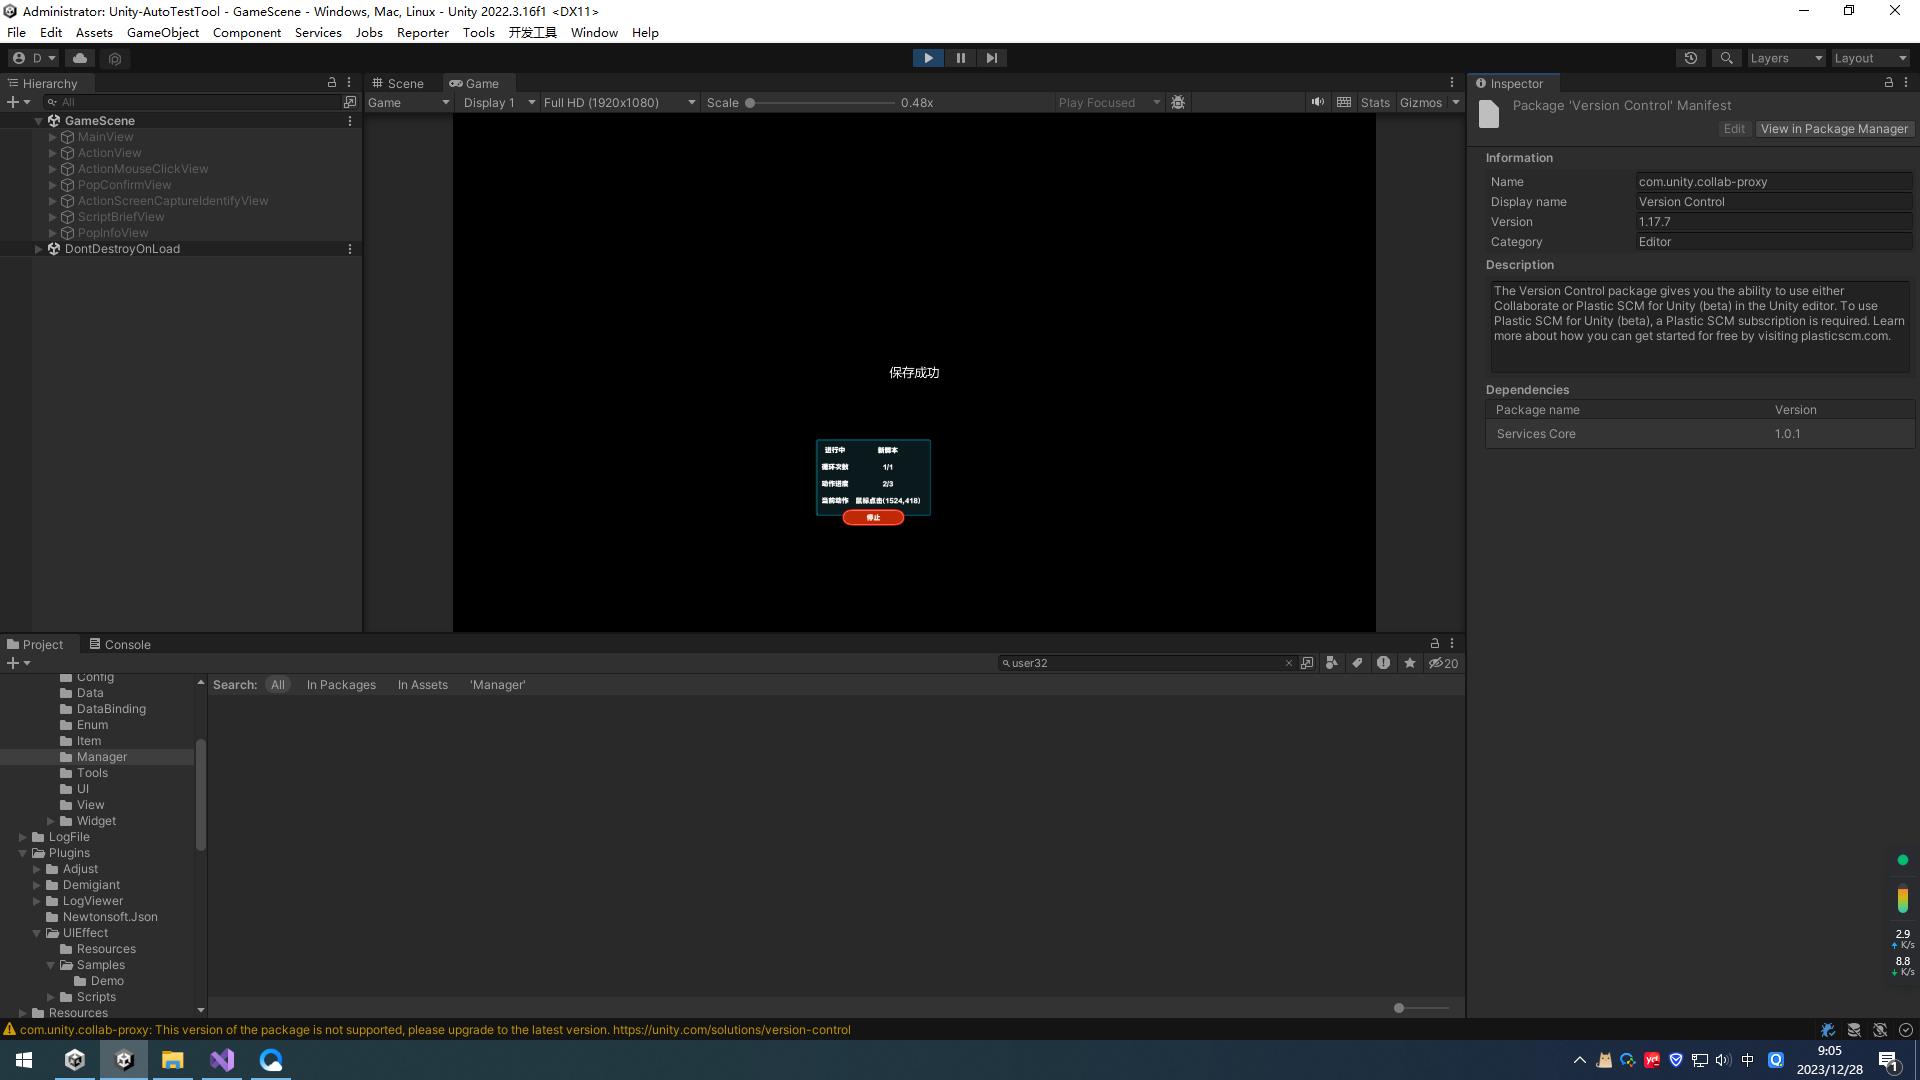 Administrator: Unity-AutoTestTool - GameScene - Windows, Mac, Linux - Unity 2022.3.16f1 <DX11>
File Edit Assets GameObject Component Services Jobs Reporter Tools 开发工具 Window Help
D
Layers
Layout
Hierarchy
All
GameScene
MainView
ActionView
ActionMouseClickView
PopConfirmView
ActionScreenCaptureIdentifyView
ScriptBriefView
PopInfoView
DontDestroyOnLoad
Scene
Game
Game
Display 1
Full HD (1920x1080)
Scale
0.48x
Play Focused
Stats
Gizmos
保存成功
进行中 新脚本
循环次数 1/1
动作进度 2/3
当前动作 鼠标点击(1524,418)
停止
Inspector
Package 'Version Control' Manifest
Edit
View in Package Manager
Information
Name com.unity.collab-proxy
Display name Version Control
Version 1.17.7
Category Editor
Description
The Version Control package gives you the ability to use either
Collaborate or Plastic SCM for Unity (beta) in the Unity editor. To use
Plastic SCM for Unity (beta), a Plastic SCM subscription is required. Learn
more about how you can get started for free by visiting plasticscm.com.
Dependencies
Package name Version
Services Core 1.0.1
Project
Console
user32
20
Config
Data
DataBinding
Enum
Item
Manager
Tools
UI
View
Widget
LogFile
Plugins
Adjust
Demigiant
LogViewer
Newtonsoft.Json
UIEffect
Resources
Samples
Demo
Scripts
Resources
Search: All In Packages In Assets 'Manager'
2.9
K/s
8.8
K/s
com.unity.collab-proxy: This version of the package is not supported, please upgrade to the latest version. https://unity.com/solutions/version-control
中
9:05
2023/12/28
1